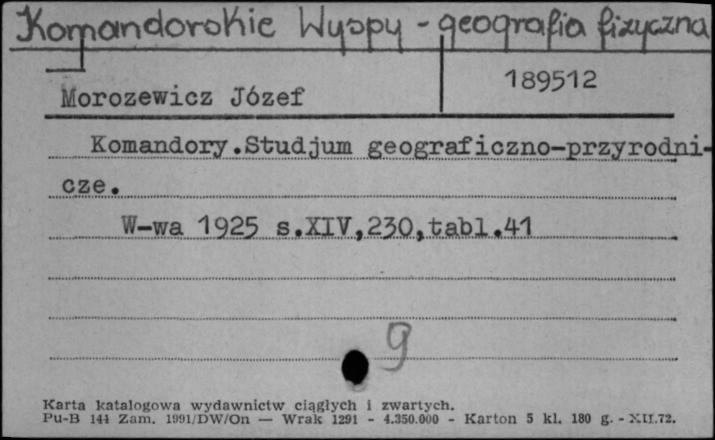 Komandorskie Wyspy - geografia fizyczna
189512
Morozewicz Józef
Komandory.Studjum geograficzno-przyrodni-
cze.
W-wa 1925 s.XIV,230,tabl.41
9
Karta katalogowa wydawnictw ciągłych i zwartych.
Pu-B 144 Zam. 1991/DW/On — Wrak 1291 - 4.350.000 - Karton 5 kl. 180 g. - XII.72.